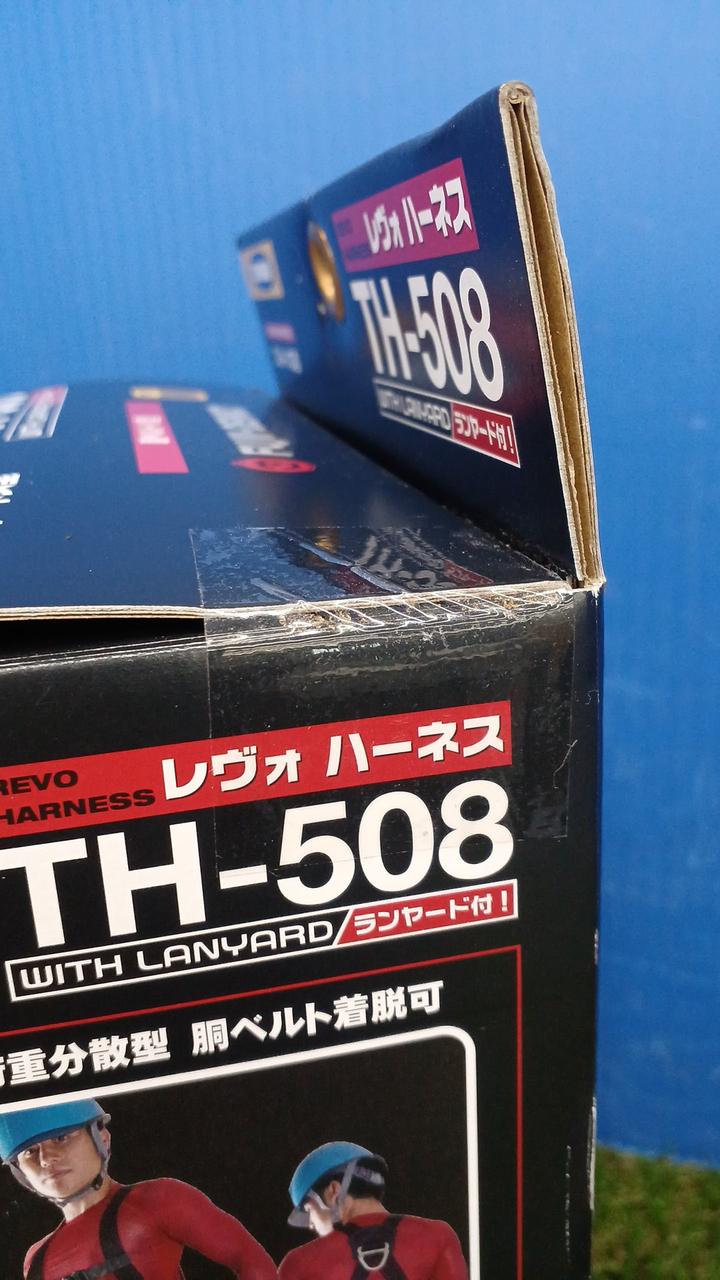 レヴォ ハーネス
TH-508
WITH LANYARD ランヤード付!
REVO
HARNESS レヴォ ハーネス
TH-508
WITH LANYARD ランヤード付!
重分散型 胴ベルト着脱可